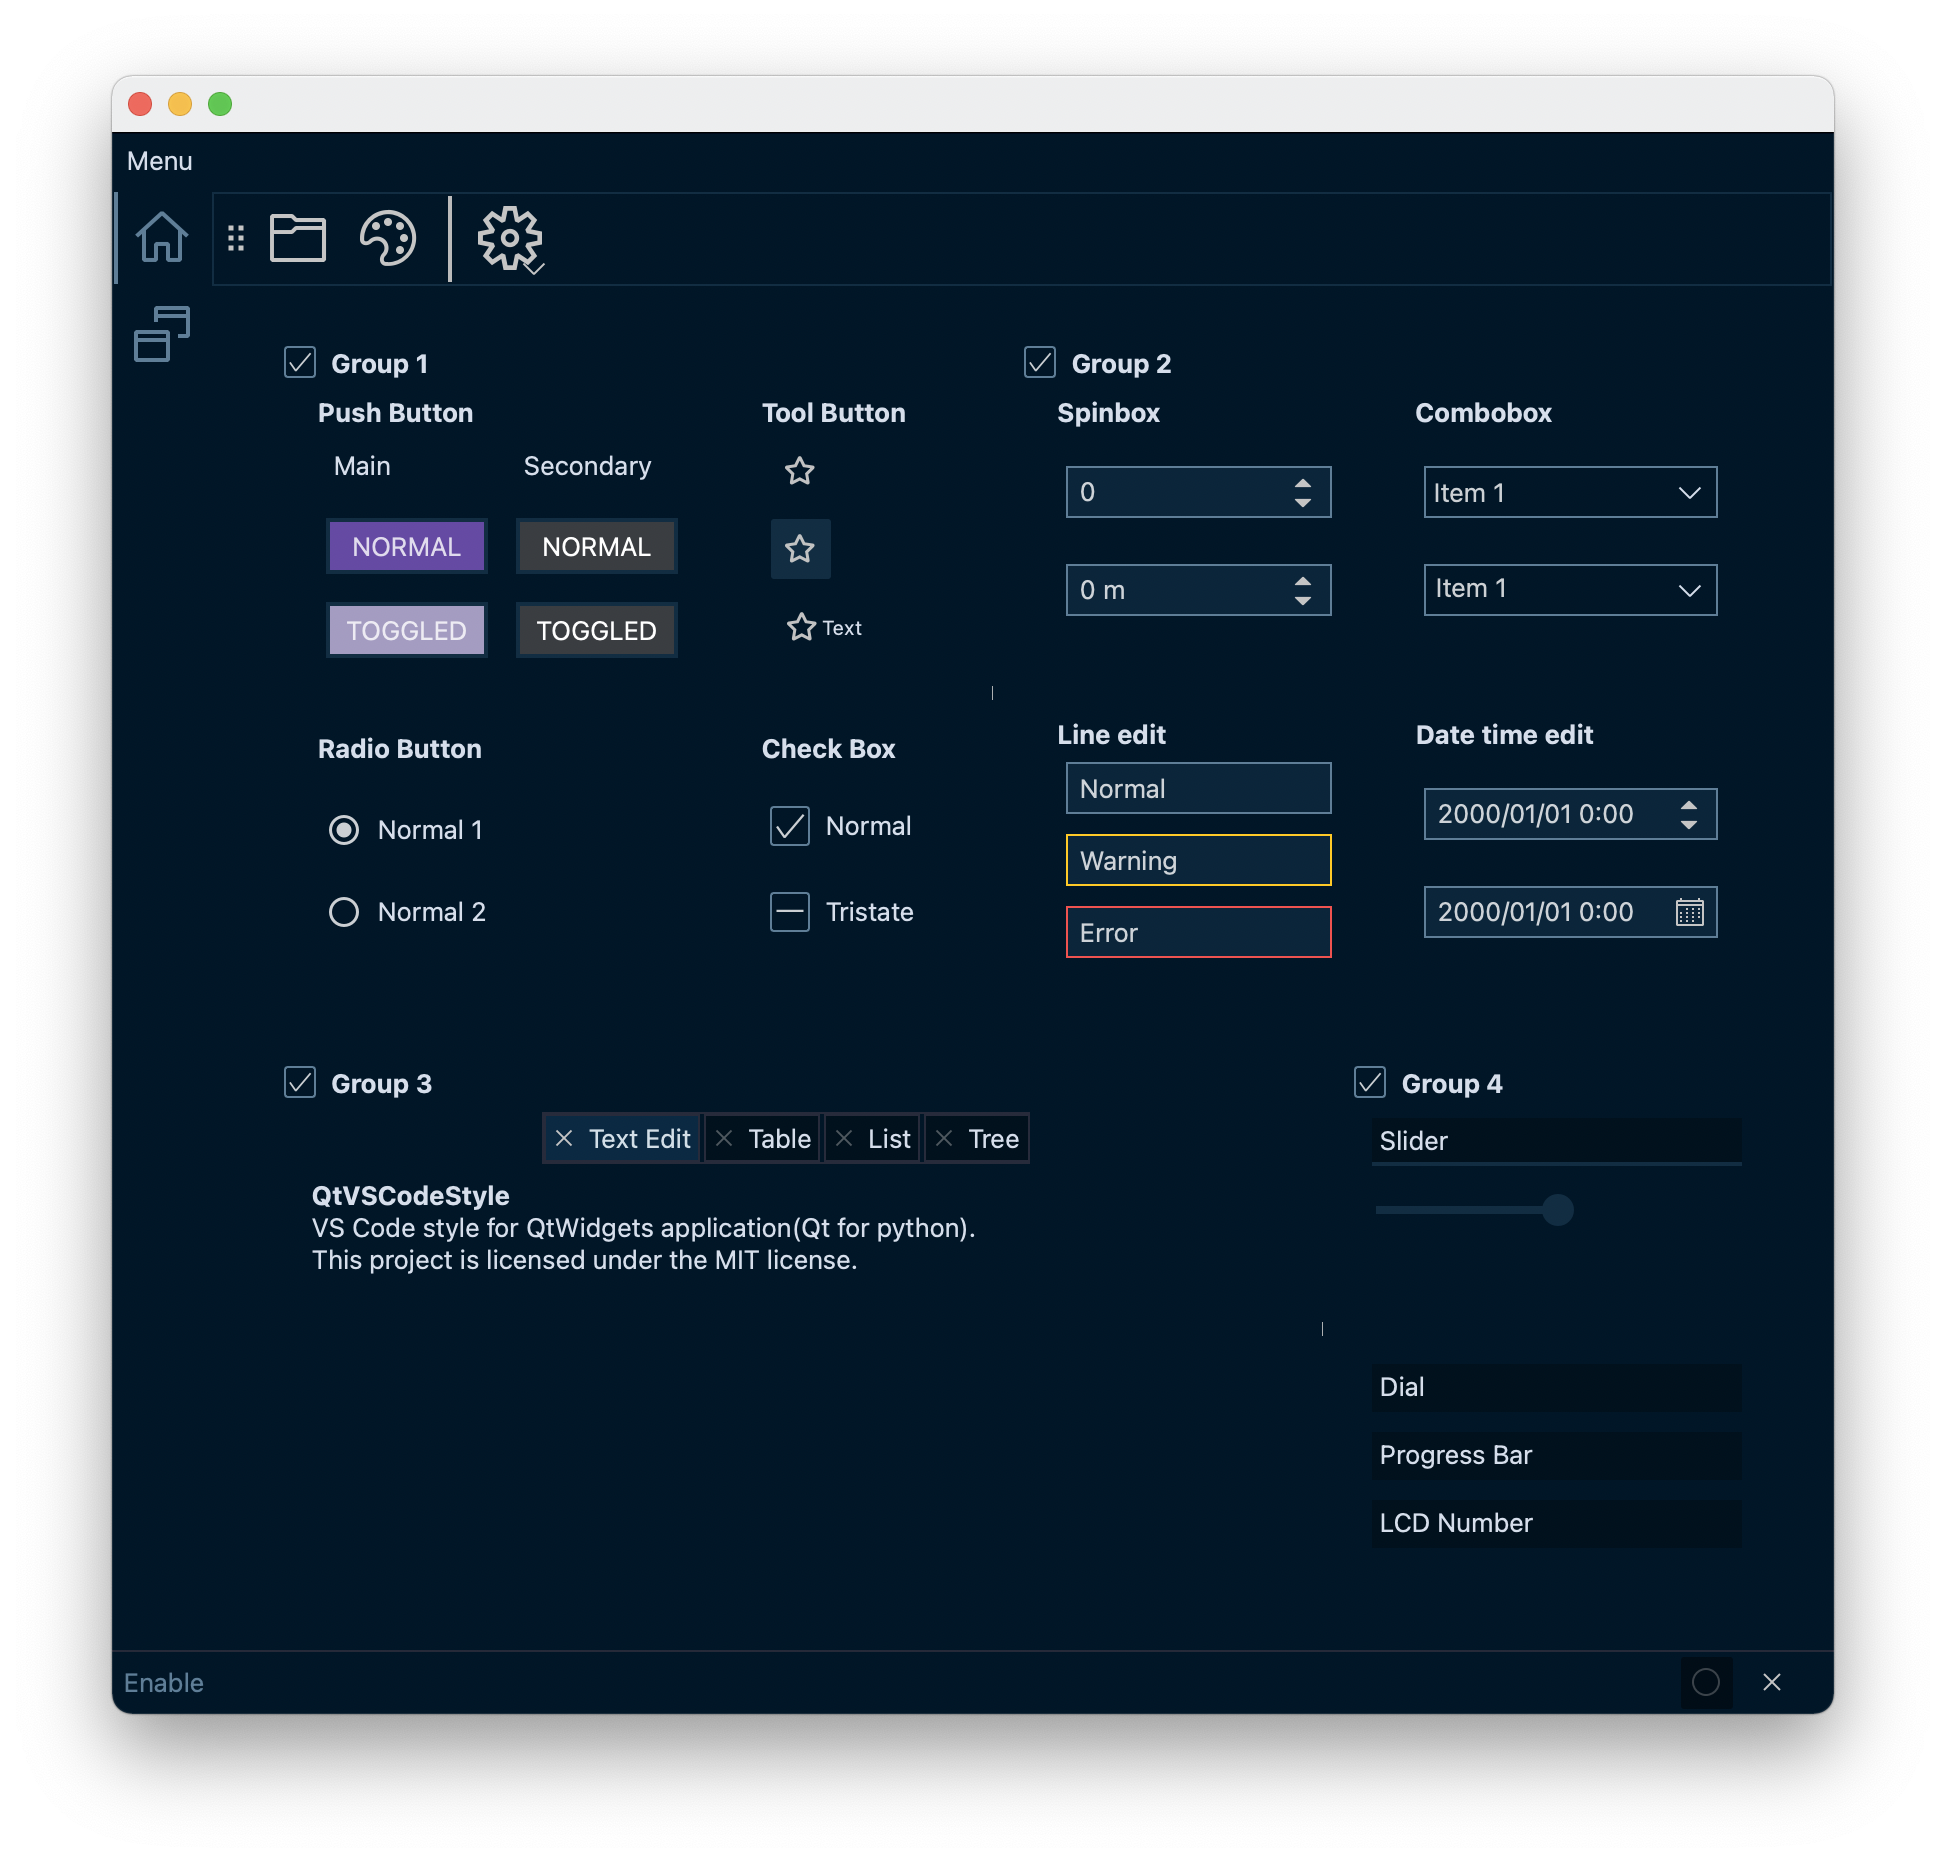 Menu
Group 1
Push Button
Tool Button
Main
Secondary
NORMAL
NORMAL
TOGGLED
TOGGLED
Text
Radio Button
Check Box
Normal 1
Normal
Normal 2
Tristate
Group 2
Spinbox
Combobox
0
Item 1
0 m
Item 1
Line edit
Date time edit
Normal
2000/01/01 0:00
Warning
2000/01/01 0:00
Error
Group 3
Text Edit
Table
List
Tree
QtVSCodeStyle
VS Code style for QtWidgets application(Qt for python).
This project is licensed under the MIT license.
Group 4
Slider
Dial
Progress Bar
LCD Number
Enable